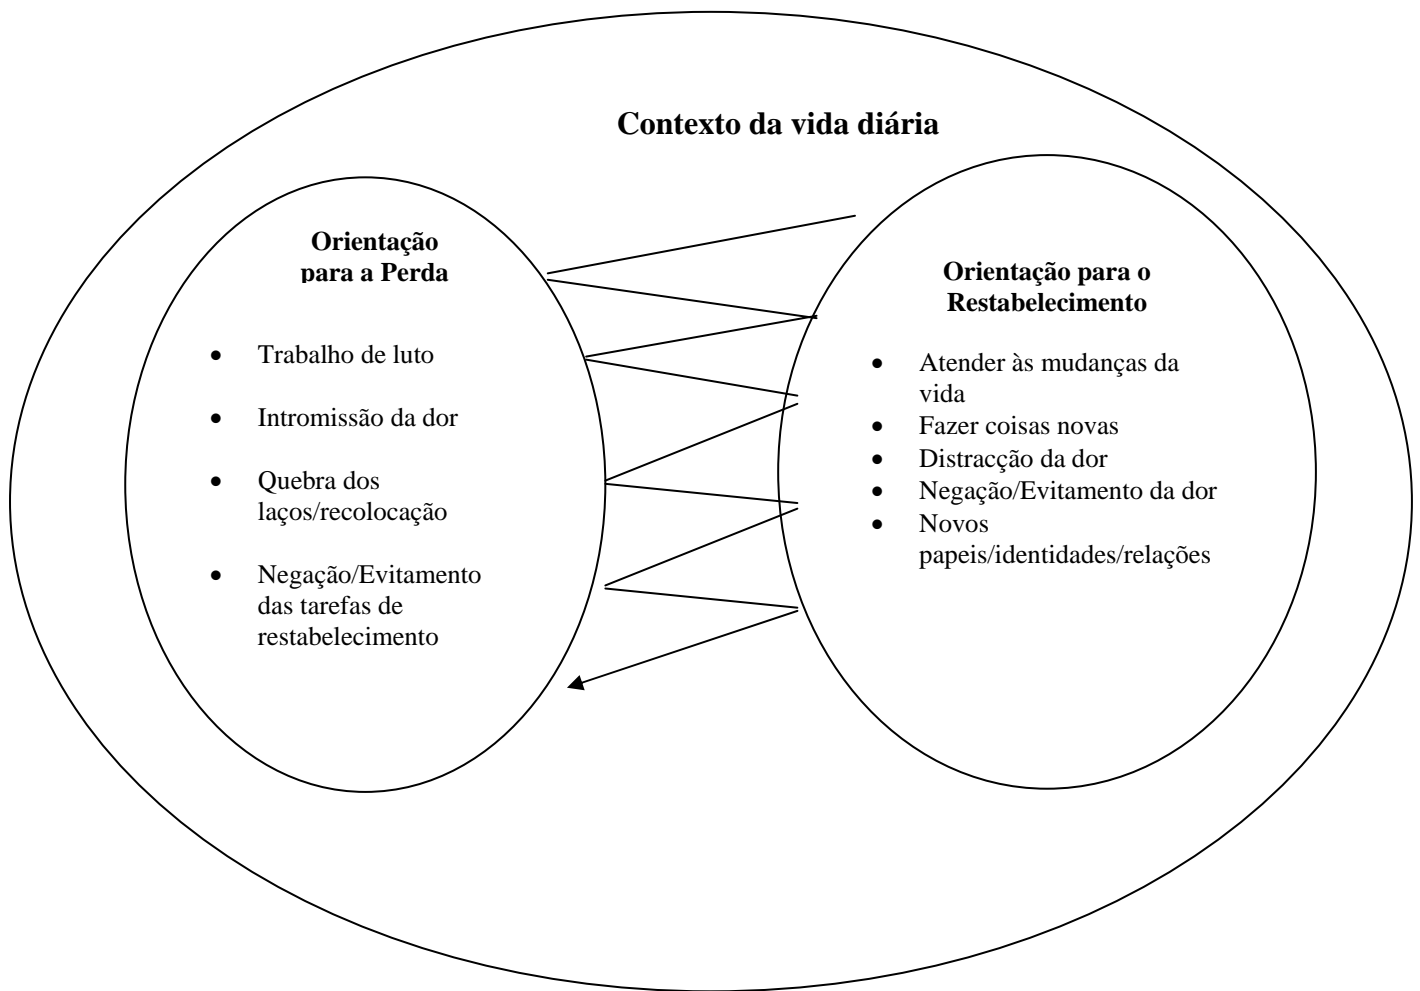 Contexto da vida diária
Orientação
para a Perda
• Trabalho de luto
• Intromissão da dor
• Quebra dos
laços/recolocação
• Negação/Evitamento
das tarefas de
restabelecimento
Orientação para o
Restabelecimento
• Atender às mudanças da
vida
• Fazer coisas novas
• Distracção da dor
• Negação/Evitamento da dor
• Novos
papeis/identidades/relações